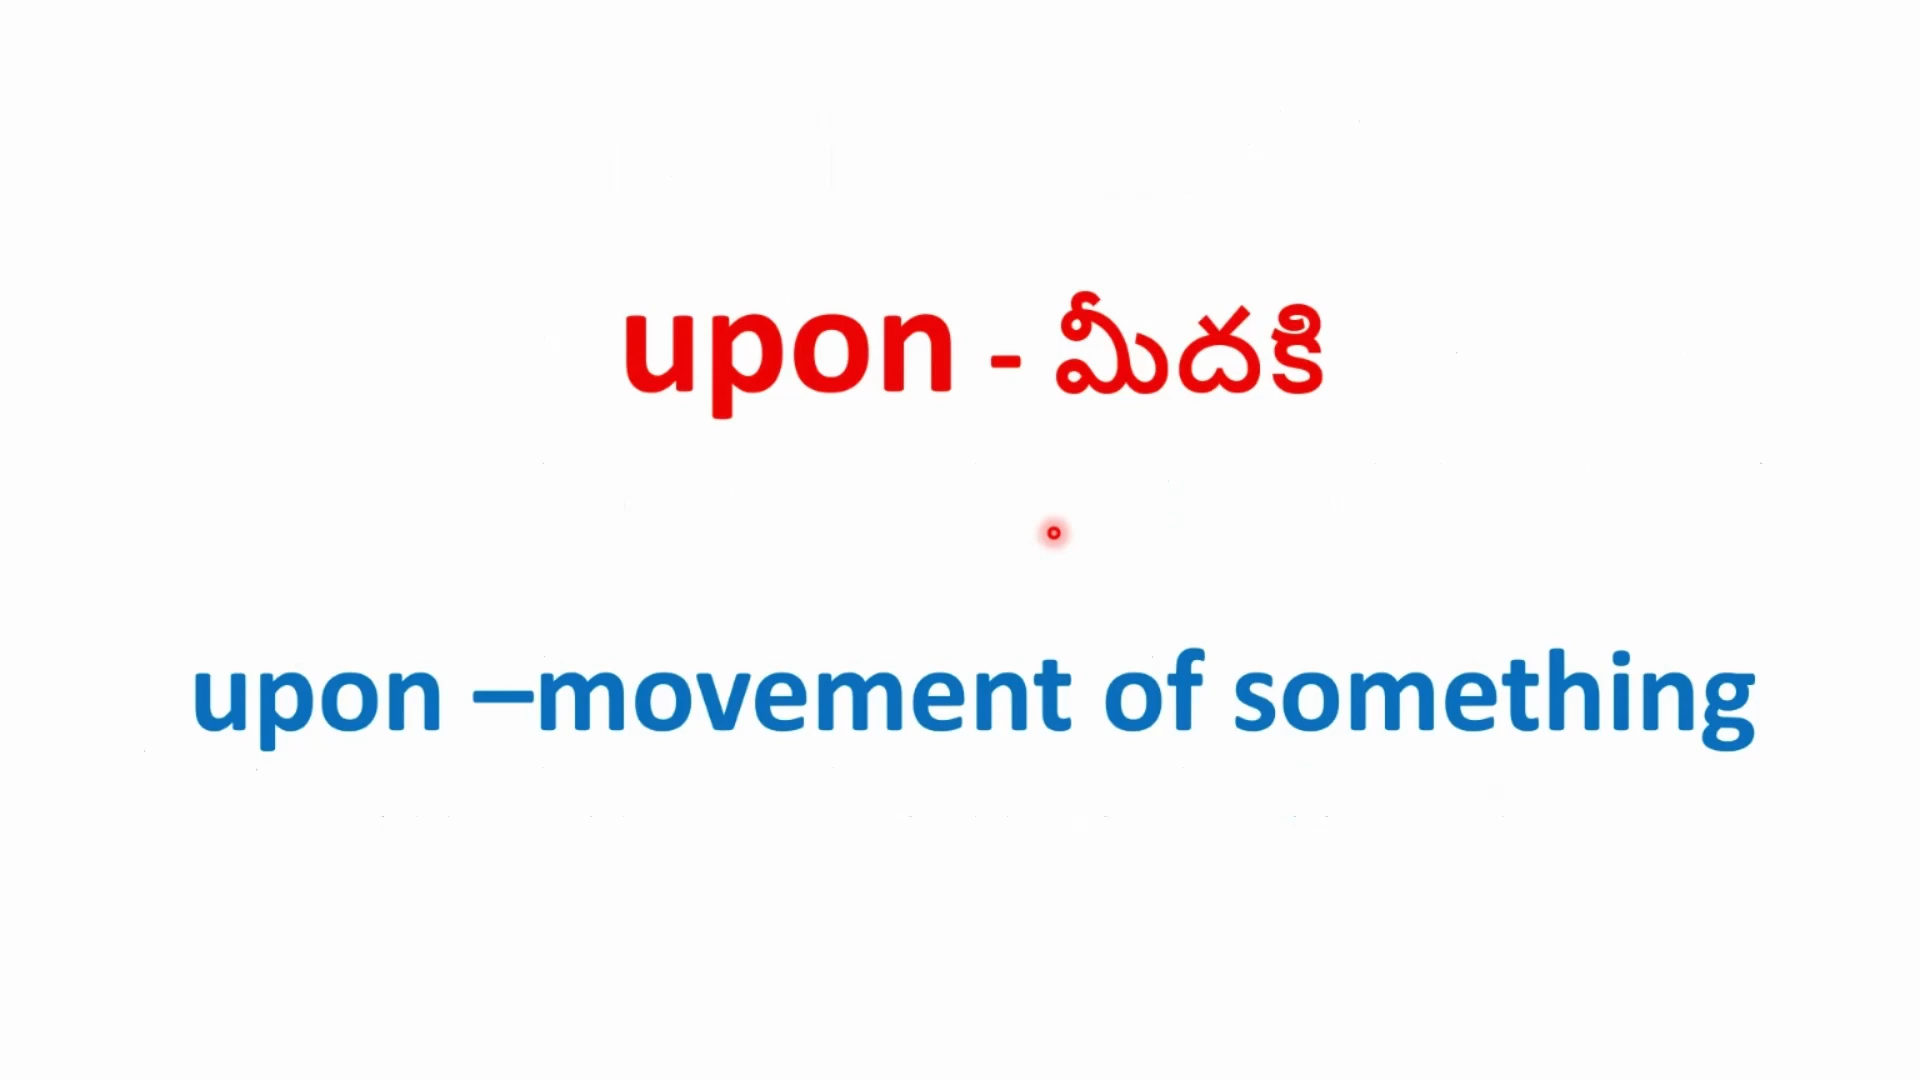 upon - మీదకి
upon –movement of something